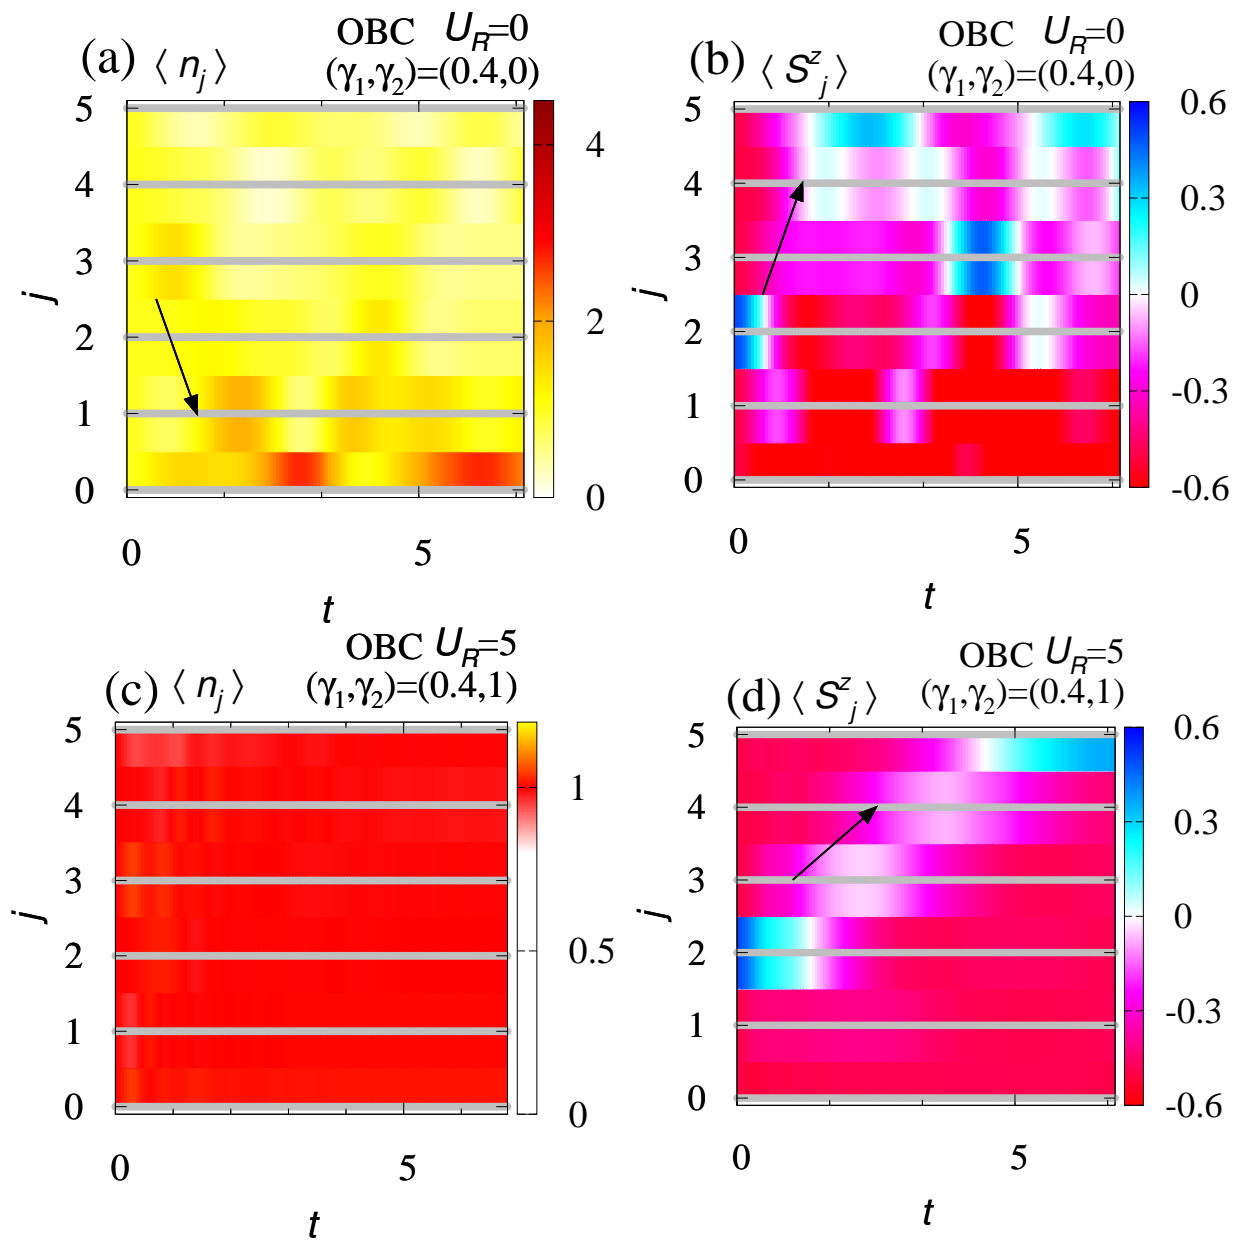 (a) ⟨ n_j ⟩ OBC U_R=0
(γ_1,γ_2)=(0.4,0)
5
4
3
2
1
0
j
0 5
t
4
2
0
(b) ⟨ S^z_j ⟩ OBC U_R=0
(γ_1,γ_2)=(0.4,0)
5
4
3
2
1
0
j
0 5
t
0.6
0.3
0
-0.3
-0.6
(c) ⟨ n_j ⟩ OBC U_R=5
(γ_1,γ_2)=(0.4,1)
5
4
3
2
1
0
j
0 5
t
1
0.5
0
(d) ⟨ S^z_j ⟩ OBC U_R=5
(γ_1,γ_2)=(0.4,1)
5
4
3
2
1
0
j
0 5
t
0.6
0.3
0
-0.3
-0.6